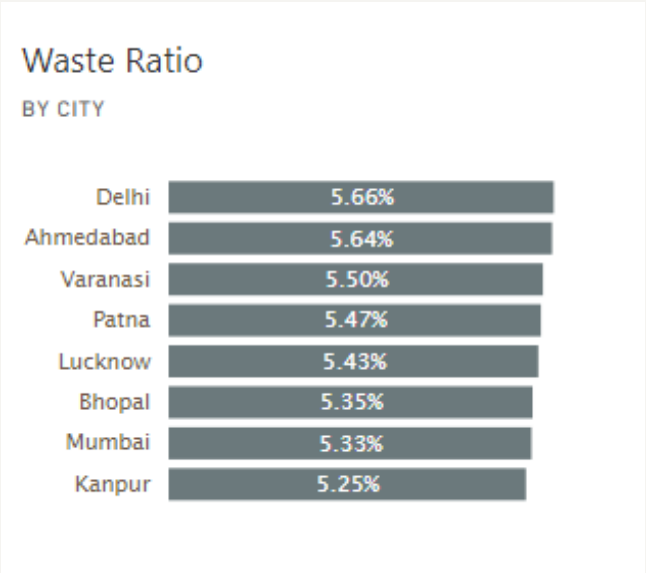 Waste Ratio
BY CITY
Delhi 5.66%
Ahmedabad 5.64%
Varanasi 5.50%
Patna 5.47%
Lucknow 5.43%
Bhopal 5.35%
Mumbai 5.33%
Kanpur 5.25%